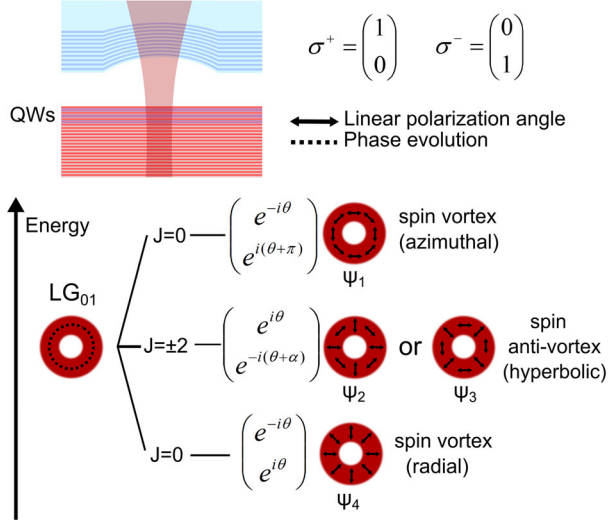 σ⁺ = (1 0) σ⁻ = (0 1)
QWs
Linear polarization angle
Phase evolution
Energy
LG₀₁
J=0
e^{-iθ}
e^{i(θ+π)}
Ψ₁
spin vortex
(azimuthal)
J=±2
e^{iθ}
e^{-i(θ+α)}
Ψ₂
or
Ψ₃
spin
anti-vortex
(hyperbolic)
J=0
e^{-iθ}
e^{iθ}
Ψ₄
spin vortex
(radial)